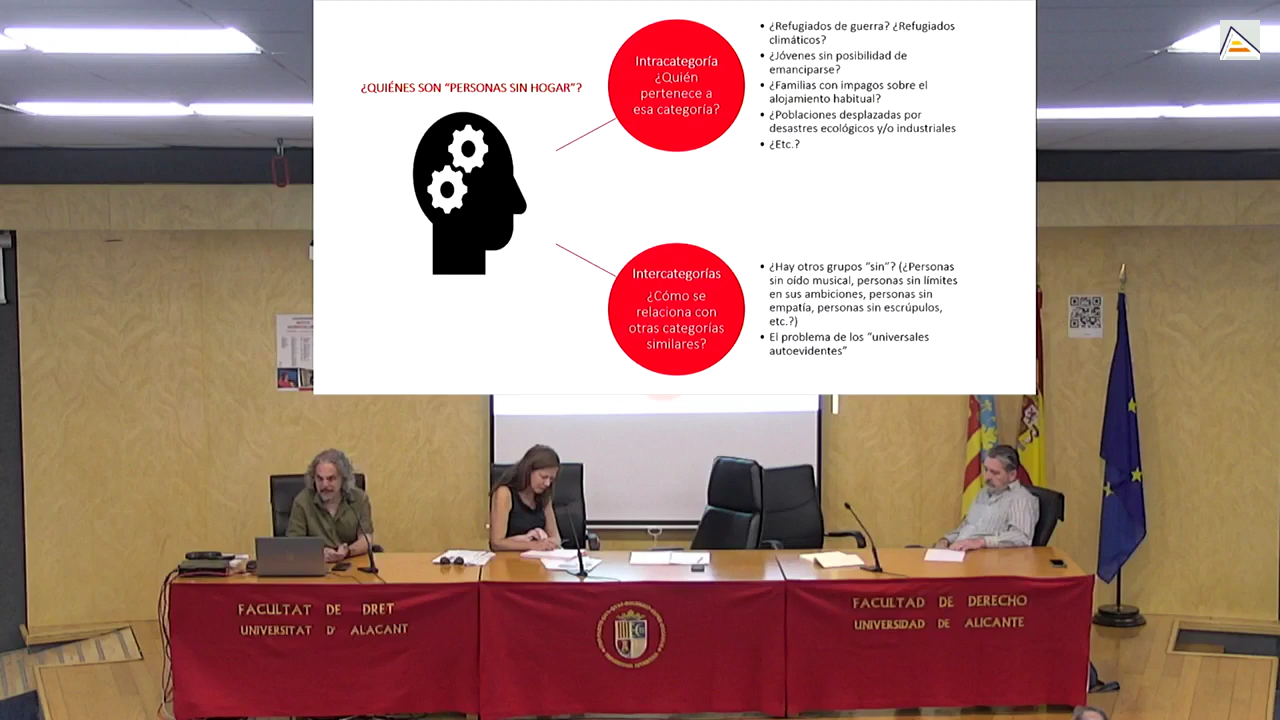 ¿QUIÉNES SON “PERSONAS SIN HOGAR”?
Intracategoría
¿Quién
pertenece a
esa categoría?
• ¿Refugiados de guerra? ¿Refugiados
climáticos?
• ¿Jóvenes sin posibilidad de
emanciparse?
• ¿Familias con impagos sobre el
alojamiento habitual?
• ¿Poblaciones desplazadas por
desastres ecológicos y/o industriales
• ¿Etc.?
Intercategorías
¿Cómo se
relaciona con
otras categorías
similares?
• ¿Hay otros grupos “sin”? (¿Personas
sin oído musical, personas sin límites
en sus ambiciones, personas sin
empatía, personas sin escrúpulos,
etc.?)
• El problema de los “universales
autoevidentes”
FACULTAT DE DRET
UNIVERSITAT D' ALACANT
FACULTAD DE DERECHO
UNIVERSIDAD DE ALICANTE